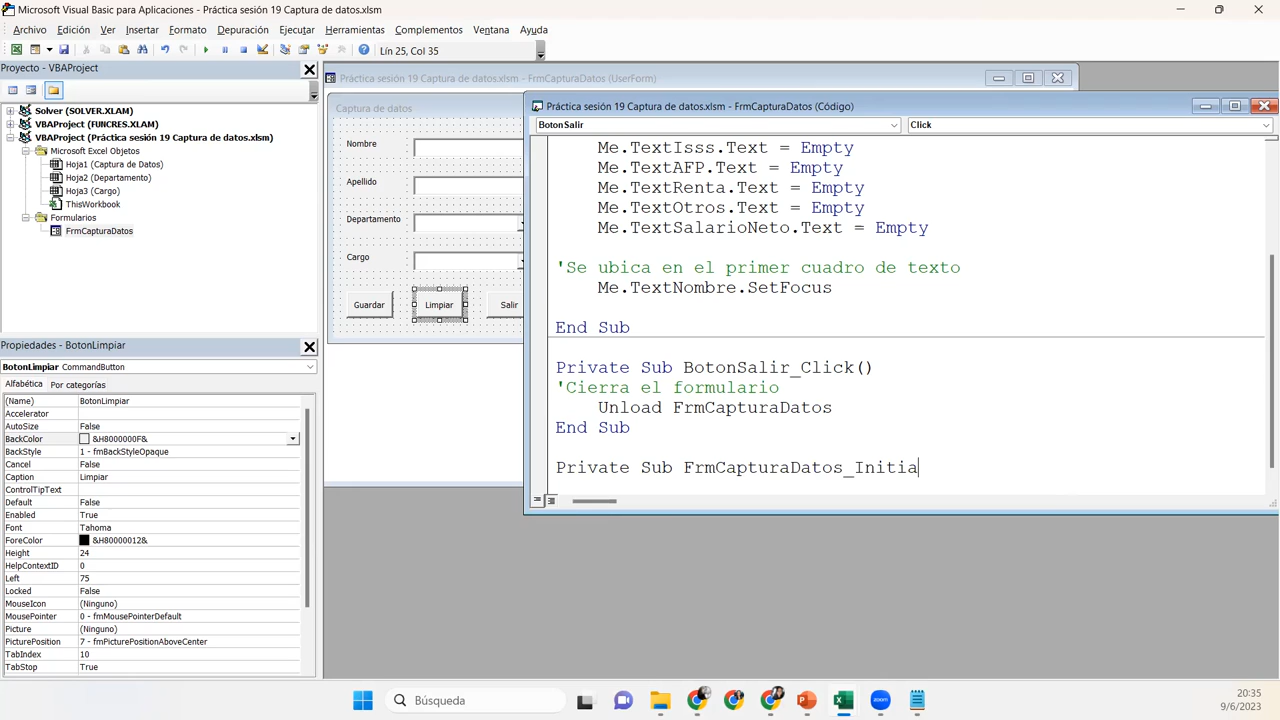 Microsoft Visual Basic para Aplicaciones - Práctica sesión 19 Captura de datos.xlsm
Archivo Edición Ver Insertar Formato Depuración Ejecutar Herramientas Complementos Ventana Ayuda
Lín 25, Col 35
Proyecto - VBAProject
Solver (SOLVER.XLAM)
VBAProject (FUNCRES.XLAM)
VBAProject (Práctica sesión 19 Captura de datos.xlsm)
Microsoft Excel Objetos
Hoja1 (Captura de Datos)
Hoja2 (Departamento)
Hoja3 (Cargo)
ThisWorkbook
Formularios
FrmCapturaDatos
Propiedades - BotonLimpiar
BotonLimpiar CommandButton
Alfabética Por categorías
(Name) BotonLimpiar
Accelerator
AutoSize False
BackColor &H8000000F&
BackStyle 1 - fmBackStyleOpaque
Cancel False
Caption Limpiar
ControlTipText
Default False
Enabled True
Font Tahoma
ForeColor &H80000012&
Height 24
HelpContextID 0
Left 75
Locked False
MouseIcon (Ninguno)
MousePointer 0 - fmMousePointerDefault
Picture (Ninguno)
PicturePosition 7 - fmPicturePositionAboveCenter
TabIndex 10
TabStop True
Práctica sesión 19 Captura de datos.xlsm - FrmCapturaDatos (UserForm)
Captura de datos
Nombre
Apellido
Departamento
Cargo
Guardar Limpiar Salir
Práctica sesión 19 Captura de datos.xlsm - FrmCapturaDatos (Código)
BotonSalir Click
Me.TextIsss.Text = Empty
Me.TextAFP.Text = Empty
Me.TextRenta.Text = Empty
Me.TextOtros.Text = Empty
Me.TextSalarioNeto.Text = Empty
'Se ubica en el primer cuadro de texto
Me.TextNombre.SetFocus
End Sub
Private Sub BotonSalir_Click()
'Cierra el formulario
Unload FrmCapturaDatos
End Sub
Private Sub FrmCapturaDatos_Initia
Búsqueda
20:35
9/6/2023